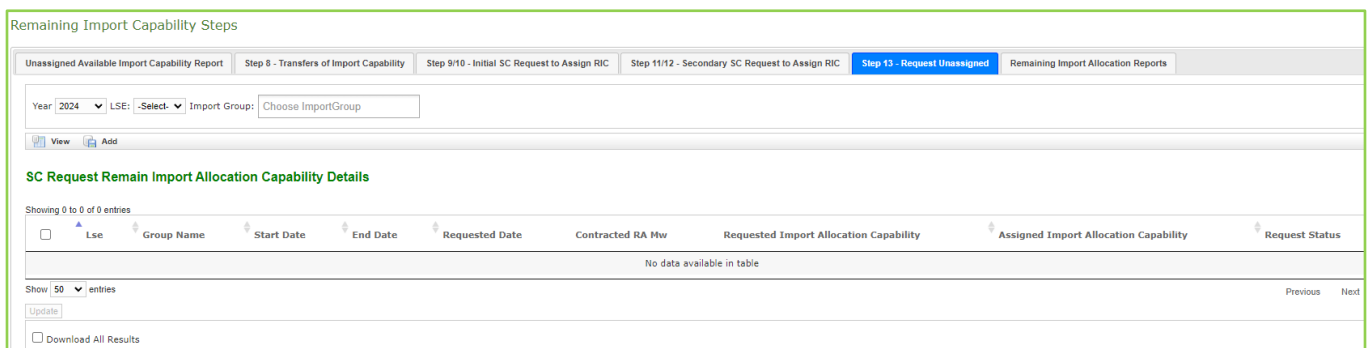 Remaining Import Capability Steps
Unassigned Available Import Capability Report Step 8 - Transfers of Import Capability Step 9/10 - Initial SC Request to Assign RIC Step 11/12 - Secondary SC Request to Assign RIC Step 13 - Request Unassigned Remaining Import Allocation Reports
Year 2024 LSE: -Select- Import Group: Choose ImportGroup
View Add
SC Request Remain Import Allocation Capability Details
Showing 0 to 0 of 0 entries
Lse Group Name Start Date End Date Requested Date Contracted RA Mw Requested Import Allocation Capability Assigned Import Allocation Capability Request Status
No data available in table
Show 50 entries Previous Next
Update
Download All Results